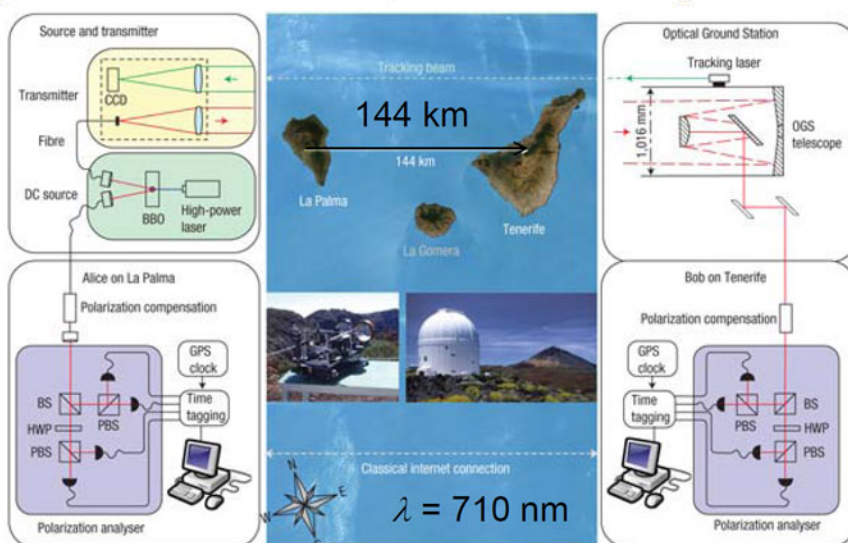 Source and transmitter
CCD
Transmitter
Fibre
DC source
BBO
High-power
laser
Alice on La Palma
Polarization compensation
GPS
clock
Time
tagging
BS
PBS
HWP
PBS
Polarization analyser
Tracking beam
144 km
144 km
La Palma
La Gomera
Tenerife
Classical internet connection
N
E
W
S
λ = 710 nm
Optical Ground Station
Tracking laser
1,016 mm
OGS
telescope
Bob on Tenerife
Polarization compensation
GPS
clock
Time
tagging
BS
PBS
HWP
PBS
Polarization analyser